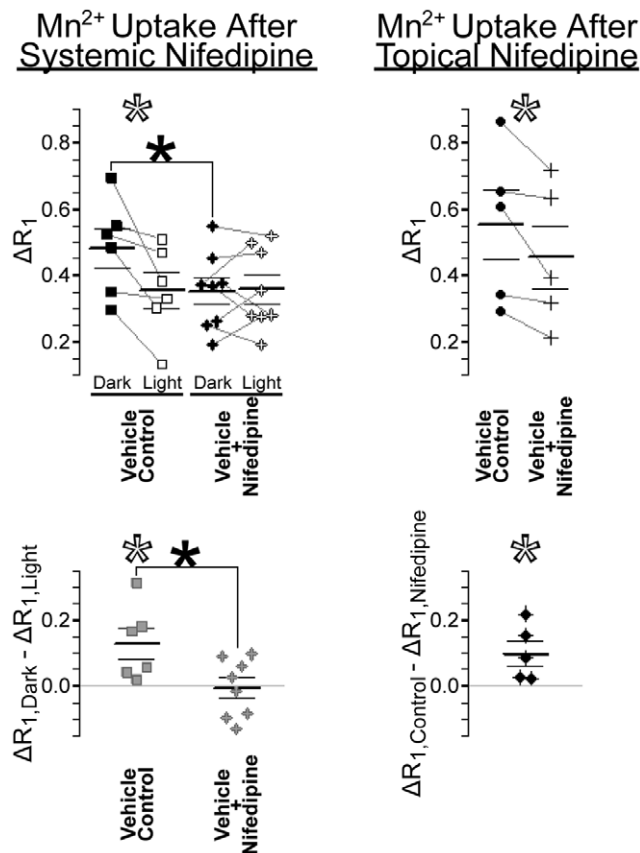 Mn²⁺ Uptake After
Systemic Nifedipine
ΔR₁
0.8
0.6
0.4
0.2
*
*
Dark
Light
Dark
Light
Vehicle
Control
Vehicle
+
Nifedipine
Mn²⁺ Uptake After
Topical Nifedipine
ΔR₁
0.8
0.6
0.4
0.2
*
Vehicle
Control
Vehicle
+
Nifedipine
ΔR₁,Dark - ΔR₁,Light
0.2
0.0
*
*
Vehicle
Control
Vehicle
+
Nifedipine
ΔR₁,Control - ΔR₁,Nifedipine
0.2
0.0
*